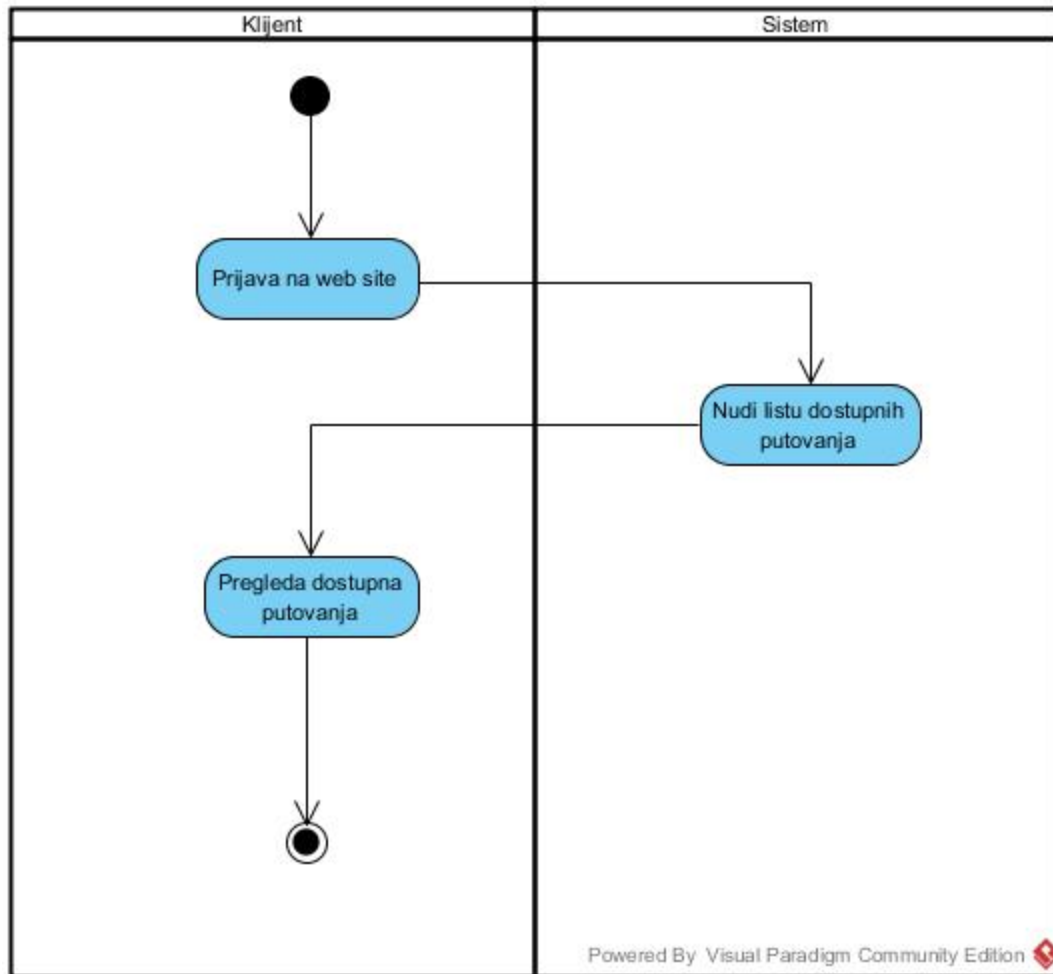 Klijent
Sistem
Prijava na web site
Nudi listu dostupnih
putovanja
Pregleda dostupna
putovanja
Powered By Visual Paradigm Community Edition